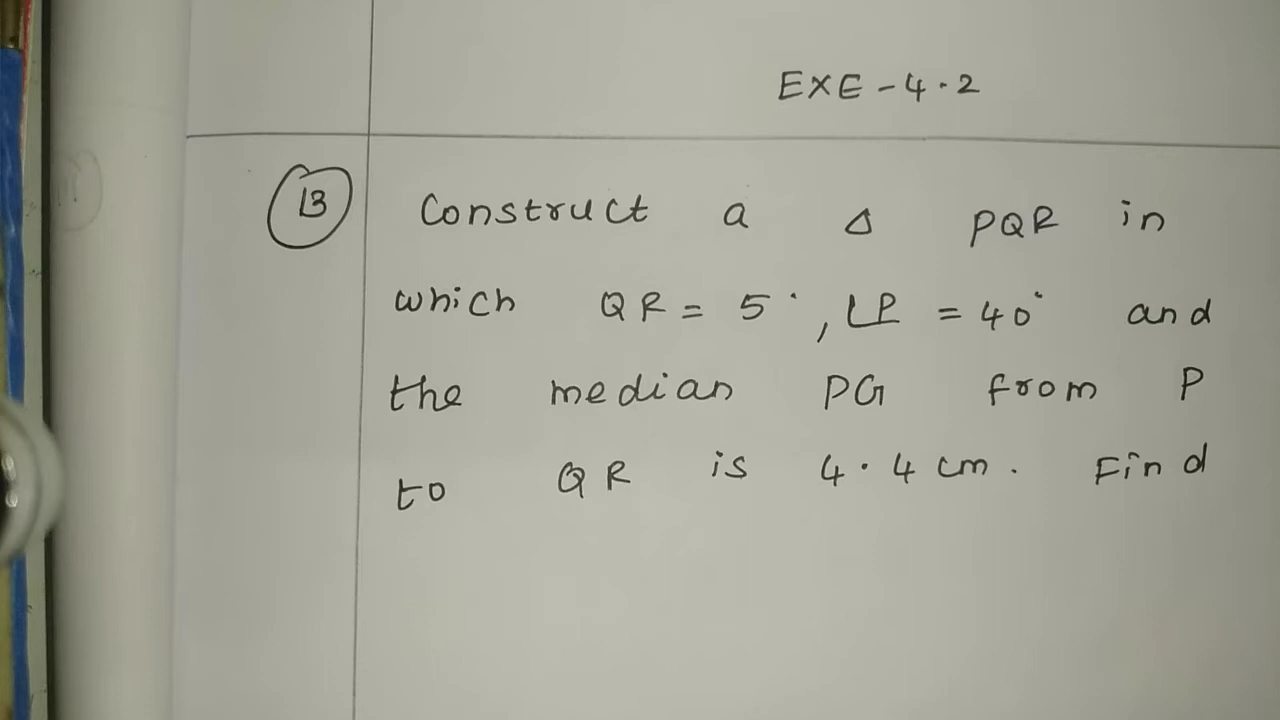 EXE - 4.2
13 Construct a Δ PQR in
which QR = 5˙, ∠P = 40° and
the median PG from P
to QR is 4.4 cm. Find